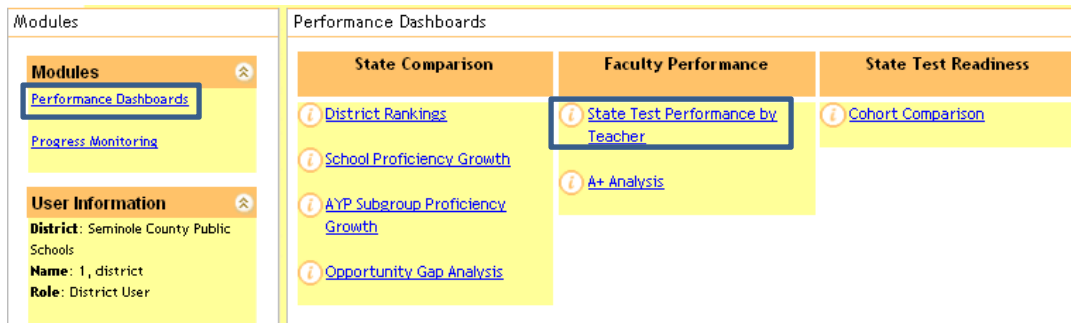 Modules
Modules
Performance Dashboards
Progress Monitoring
User Information
District: Seminole County Public
Schools
Name: 1, district
Role: District User
Performance Dashboards
State Comparison
District Rankings
School Proficiency Growth
AYP Subgroup Proficiency
Growth
Opportunity Gap Analysis
Faculty Performance
State Test Performance by
Teacher
A+ Analysis
State Test Readiness
Cohort Comparison